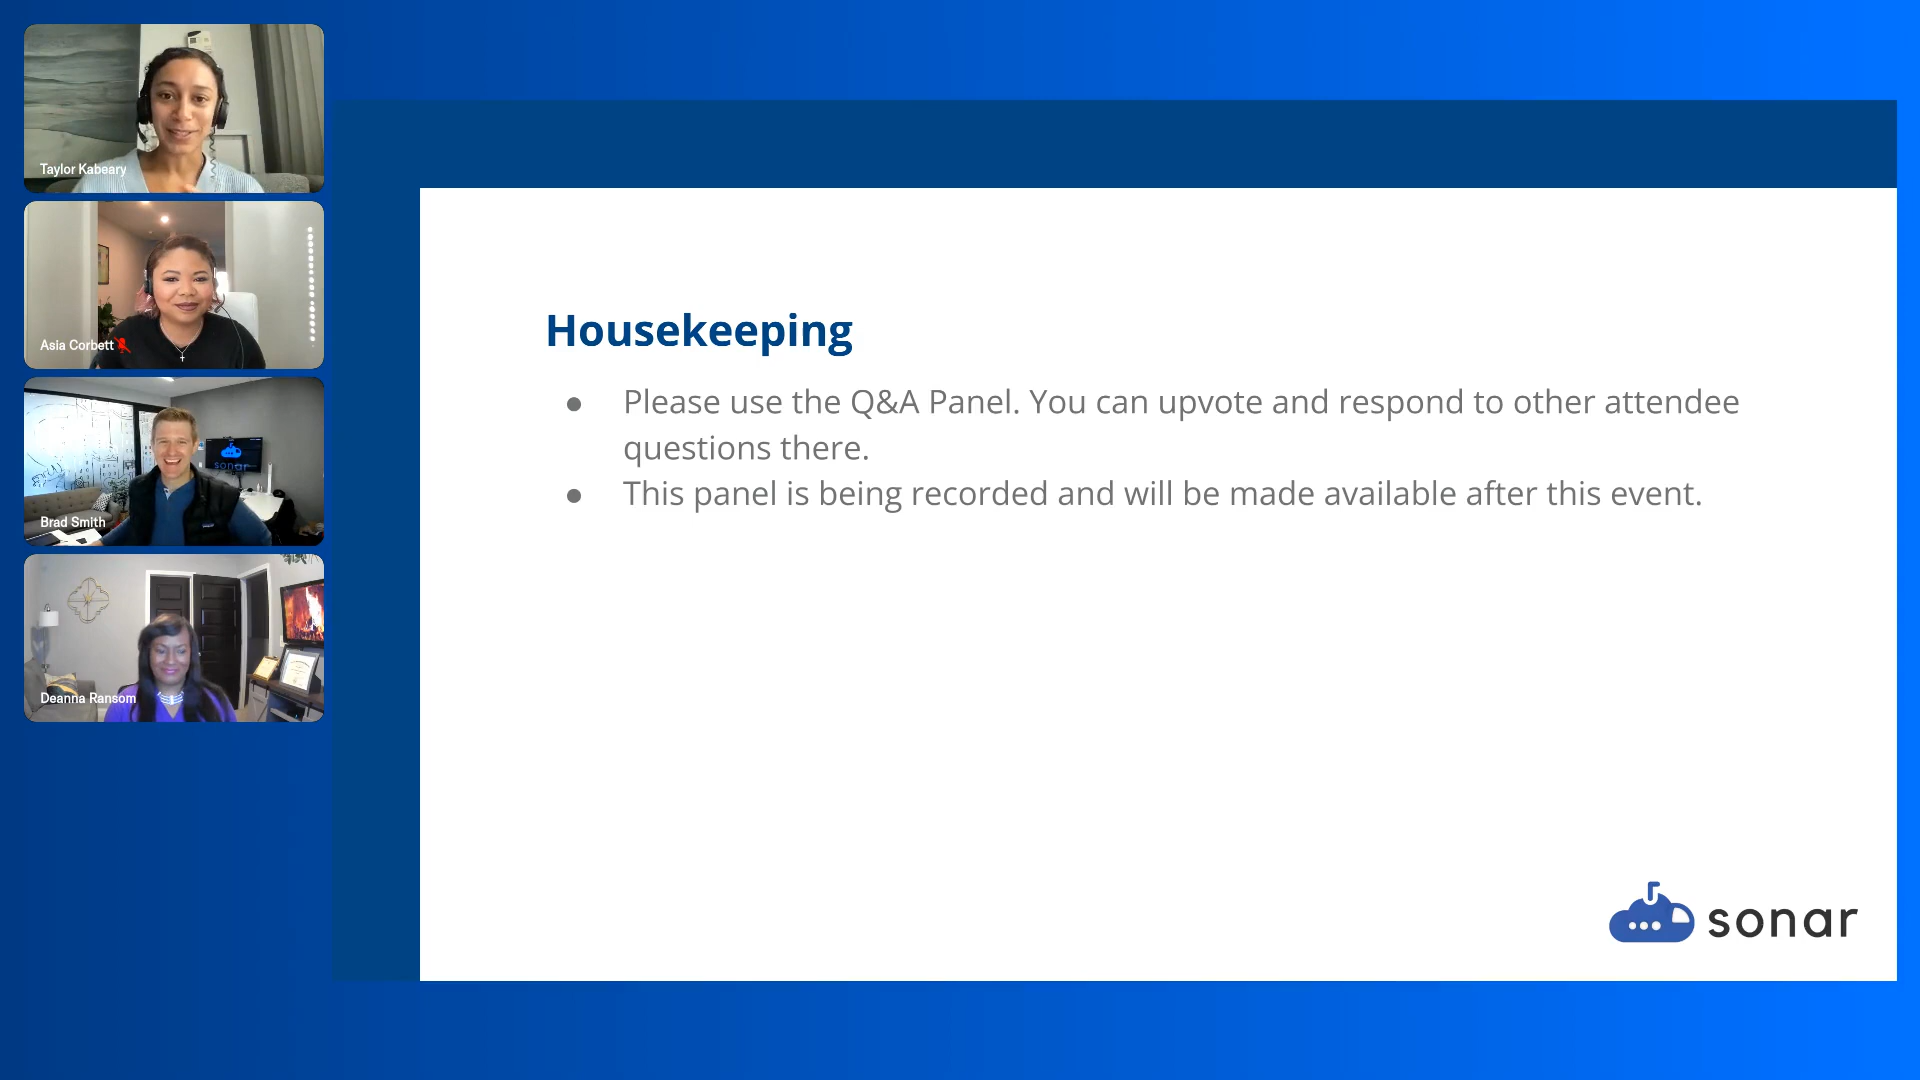 Taylor Kabeary
Asia Corbett
Brad Smith
sonar
Deanna Ransom
Housekeeping
● Please use the Q&A Panel. You can upvote and respond to other attendee
questions there.
● This panel is being recorded and will be made available after this event.
sonar